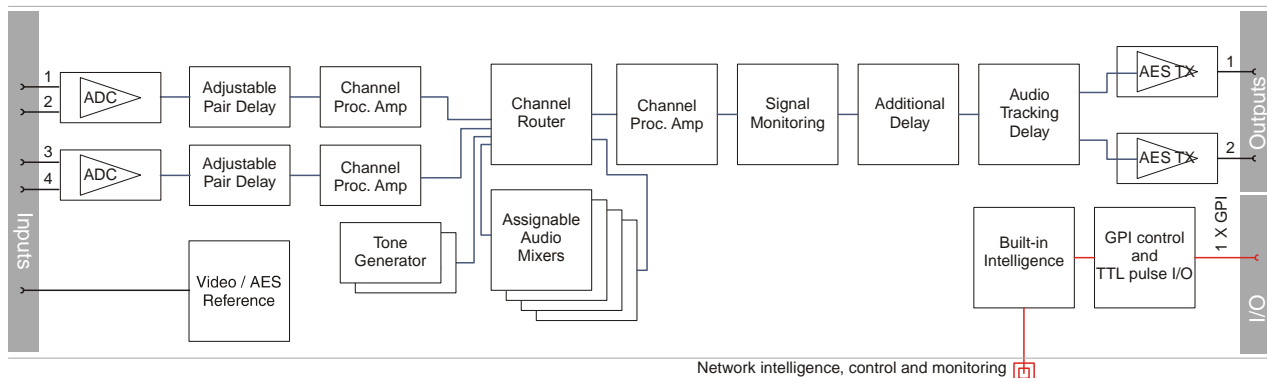 Inputs
1
2
3
4
ADC
ADC
Adjustable
Pair Delay
Adjustable
Pair Delay
Channel
Proc. Amp
Channel
Proc. Amp
Video / AES
Reference
Tone
Generator
Channel
Router
Assignable
Audio
Mixers
Channel
Proc. Amp
Signal
Monitoring
Additional
Delay
Audio
Tracking
Delay
AES TX
1
AES TX
2
Outputs
Built-in
Intelligence
GPI control
and
TTL pulse I/O
1 X GPI
I/O
Network intelligence, control and monitoring